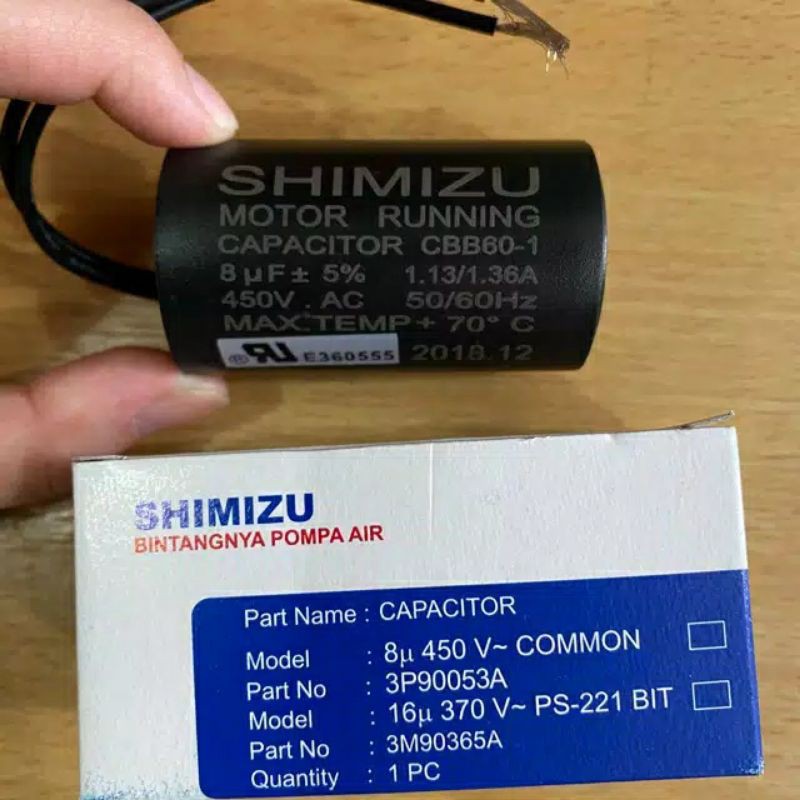 SHIMIZU
MOTOR RUNNING
CAPACITOR CBB60-1
8 µF ± 5% 1.13/1.36A
450V . AC 50/60Hz
MAX.TEMP + 70° C
® RU E360555 2018.12
SHIMIZU
BINTANGNYA POMPA AIR
Part Name : CAPACITOR
Model : 8µ 450 V~ COMMON
Part No : 3P90053A
Model : 16µ 370 V~ PS-221 BIT
Part No : 3M90365A
Quantity : 1 PC